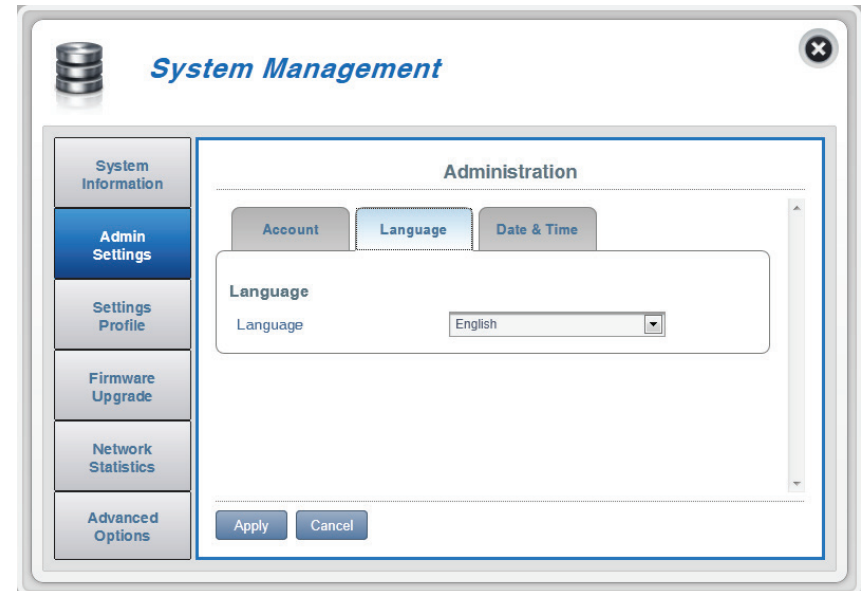 System Management
System
Information
Admin
Settings
Settings
Profile
Firmware
Upgrade
Network
Statistics
Advanced
Options
Administration
Account Language Date & Time
Language
Language English
Apply Cancel